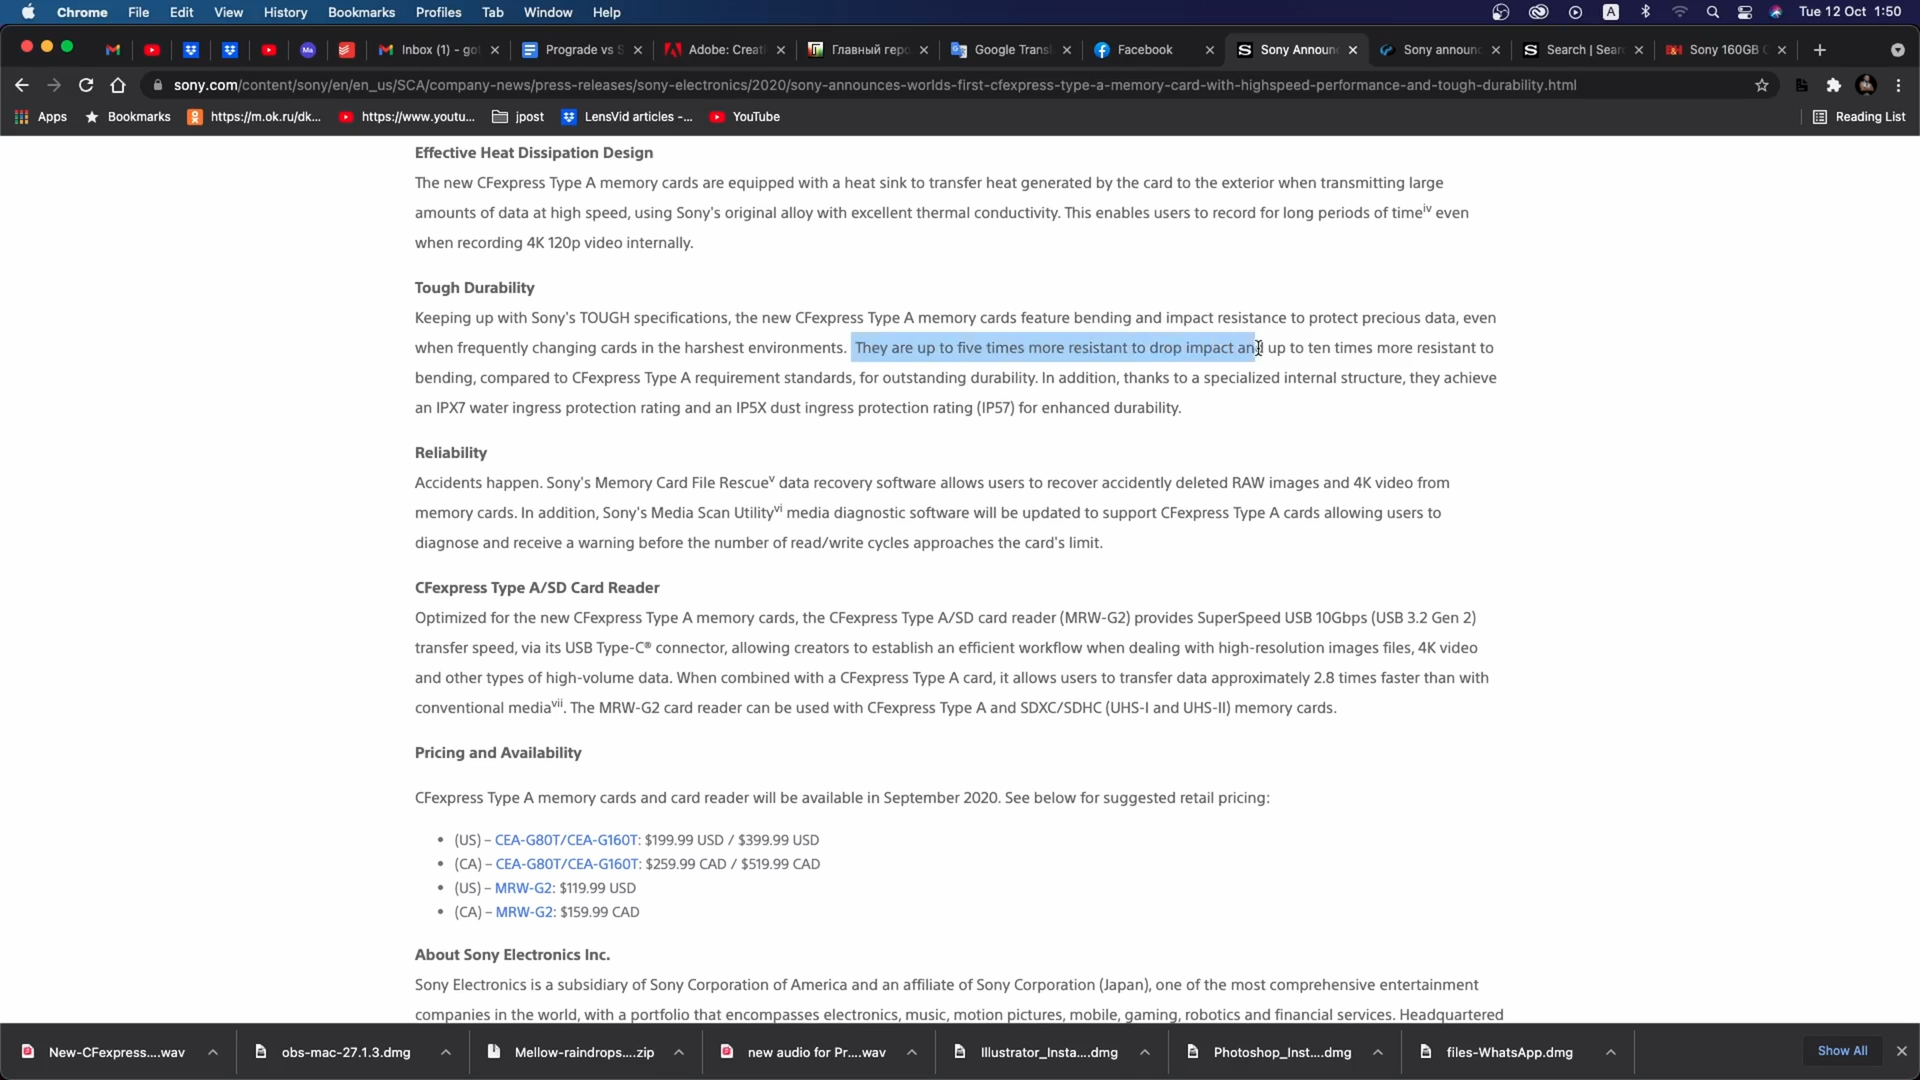 Chrome File Edit View History Bookmarks Profiles Tab Window Help A Tue 12 Oct 1:50
Inbox (1) - got Prograde vs S Adobe: Creati Главный геро Google Transl Facebook Sony Announ Sony announ Search | Sear Sony 160GB C
sony.com/content/sony/en/en_us/SCA/company-news/press-releases/sony-electronics/2020/sony-announces-worlds-first-cfexpress-type-a-memory-card-with-highspeed-performance-and-tough-durability.html
Apps Bookmarks https://m.ok.ru/dk... https://www.youtu... jpost LensVid articles -... YouTube Reading List
Effective Heat Dissipation Design
The new CFexpress Type A memory cards are equipped with a heat sink to transfer heat generated by the card to the exterior when transmitting large
amounts of data at high speed, using Sony's original alloy with excellent thermal conductivity. This enables users to record for long periods of timeiv even
when recording 4K 120p video internally.
Tough Durability
Keeping up with Sony's TOUGH specifications, the new CFexpress Type A memory cards feature bending and impact resistance to protect precious data, even
when frequently changing cards in the harshest environments. They are up to five times more resistant to drop impact and up to ten times more resistant to
bending, compared to CFexpress Type A requirement standards, for outstanding durability. In addition, thanks to a specialized internal structure, they achieve
an IPX7 water ingress protection rating and an IP5X dust ingress protection rating (IP57) for enhanced durability.
Reliability
Accidents happen. Sony's Memory Card File Rescuev data recovery software allows users to recover accidently deleted RAW images and 4K video from
memory cards. In addition, Sony's Media Scan Utilityvi media diagnostic software will be updated to support CFexpress Type A cards allowing users to
diagnose and receive a warning before the number of read/write cycles approaches the card's limit.
CFexpress Type A/SD Card Reader
Optimized for the new CFexpress Type A memory cards, the CFexpress Type A/SD card reader (MRW-G2) provides SuperSpeed USB 10Gbps (USB 3.2 Gen 2)
transfer speed, via its USB Type-C® connector, allowing creators to establish an efficient workflow when dealing with high-resolution images files, 4K video
and other types of high-volume data. When combined with a CFexpress Type A card, it allows users to transfer data approximately 2.8 times faster than with
conventional mediavii. The MRW-G2 card reader can be used with CFexpress Type A and SDXC/SDHC (UHS-I and UHS-II) memory cards.
Pricing and Availability
CFexpress Type A memory cards and card reader will be available in September 2020. See below for suggested retail pricing:
• (US) – CEA-G80T/CEA-G160T: $199.99 USD / $399.99 USD
• (CA) – CEA-G80T/CEA-G160T: $259.99 CAD / $519.99 CAD
• (US) – MRW-G2: $119.99 USD
• (CA) – MRW-G2: $159.99 CAD
About Sony Electronics Inc.
Sony Electronics is a subsidiary of Sony Corporation of America and an affiliate of Sony Corporation (Japan), one of the most comprehensive entertainment
companies in the world, with a portfolio that encompasses electronics, music, motion pictures, mobile, gaming, robotics and financial services. Headquartered
New-CFexpress....wav obs-mac-27.1.3.dmg Mellow-raindrops....zip new audio for Pr....wav Illustrator_Insta....dmg Photoshop_Inst....dmg files-WhatsApp.dmg Show All